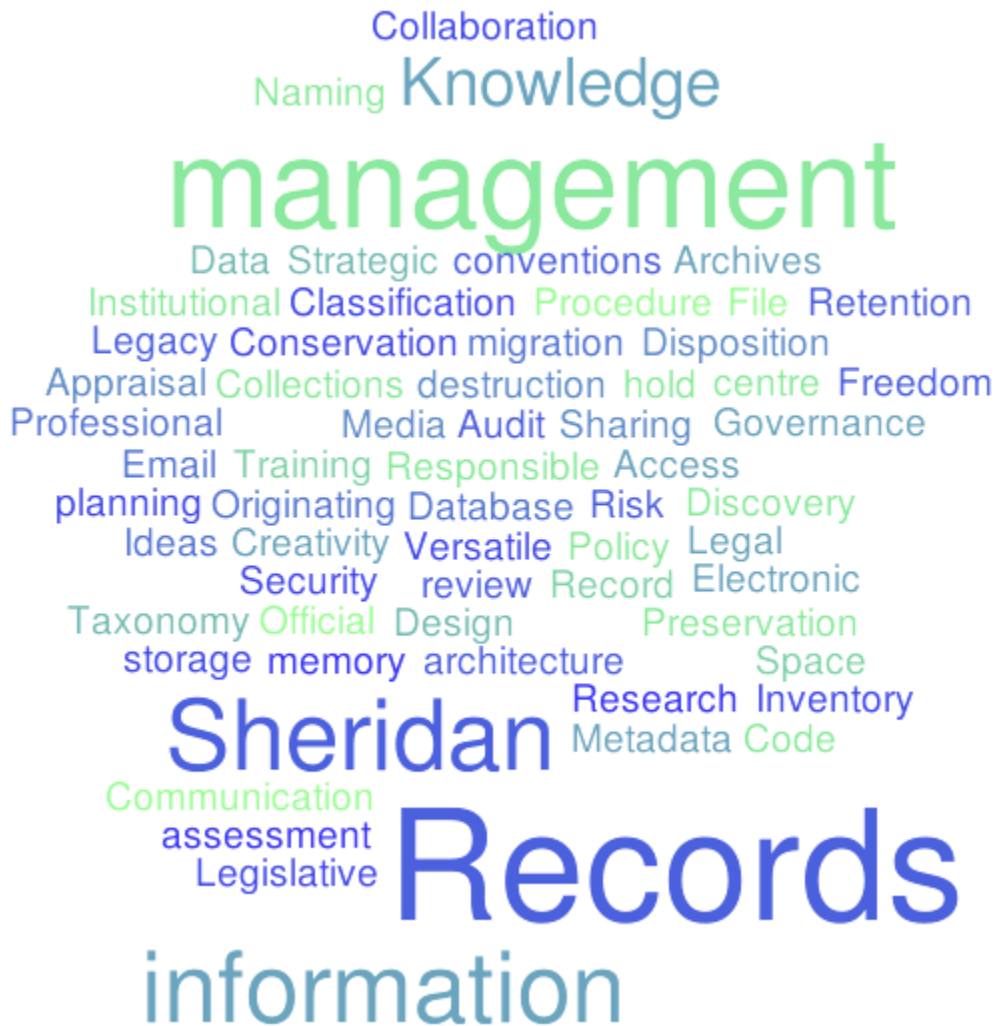 Collaboration
Naming Knowledge
management
Data Strategic conventions Archives
Institutional Classification Procedure File Retention
Legacy Conservation migration Disposition
Appraisal Collections destruction hold centre Freedom
Professional Media Audit Sharing Governance
Email Training Responsible Access
planning Originating Database Risk Discovery
Ideas Creativity Versatile Policy Legal
Security review Record Electronic
Taxonomy Official Design Preservation
storage memory architecture Space
Research Inventory
Sheridan Metadata Code
Communication
assessment
Legislative Records
information